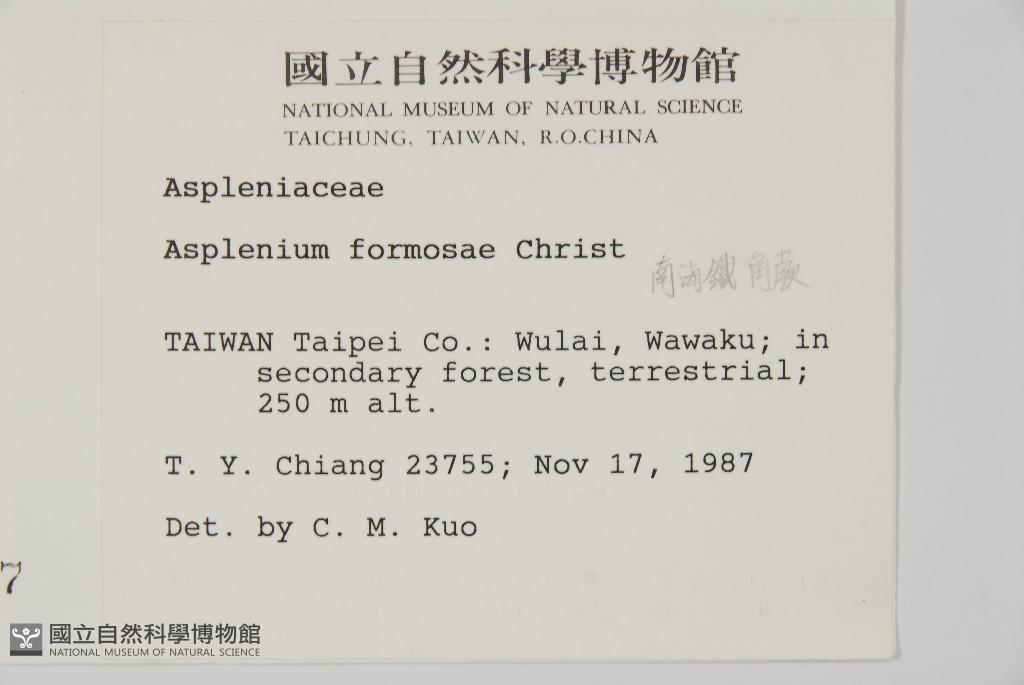 國立自然科學博物館
NATIONAL MUSEUM OF NATURAL SCIENCE
TAICHUNG, TAIWAN, R.O.CHINA
Aspleniaceae
Asplenium formosae Christ
南海鐵角蕨
TAIWAN Taipei Co.: Wulai, Wawaku; in
secondary forest, terrestrial;
250 m alt.
T. Y. Chiang 23755; Nov 17, 1987
Det. by C. M. Kuo
7
國立自然科學博物館
NATIONAL MUSEUM OF NATURAL SCIENCE